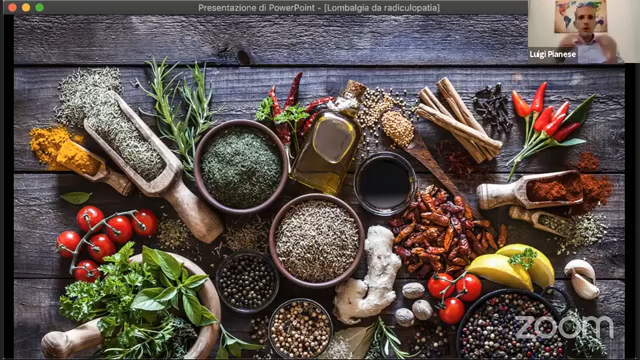 Presentazione di PowerPoint - [Lombalgia da radiculopatia]
Luigi Pianese
zoom